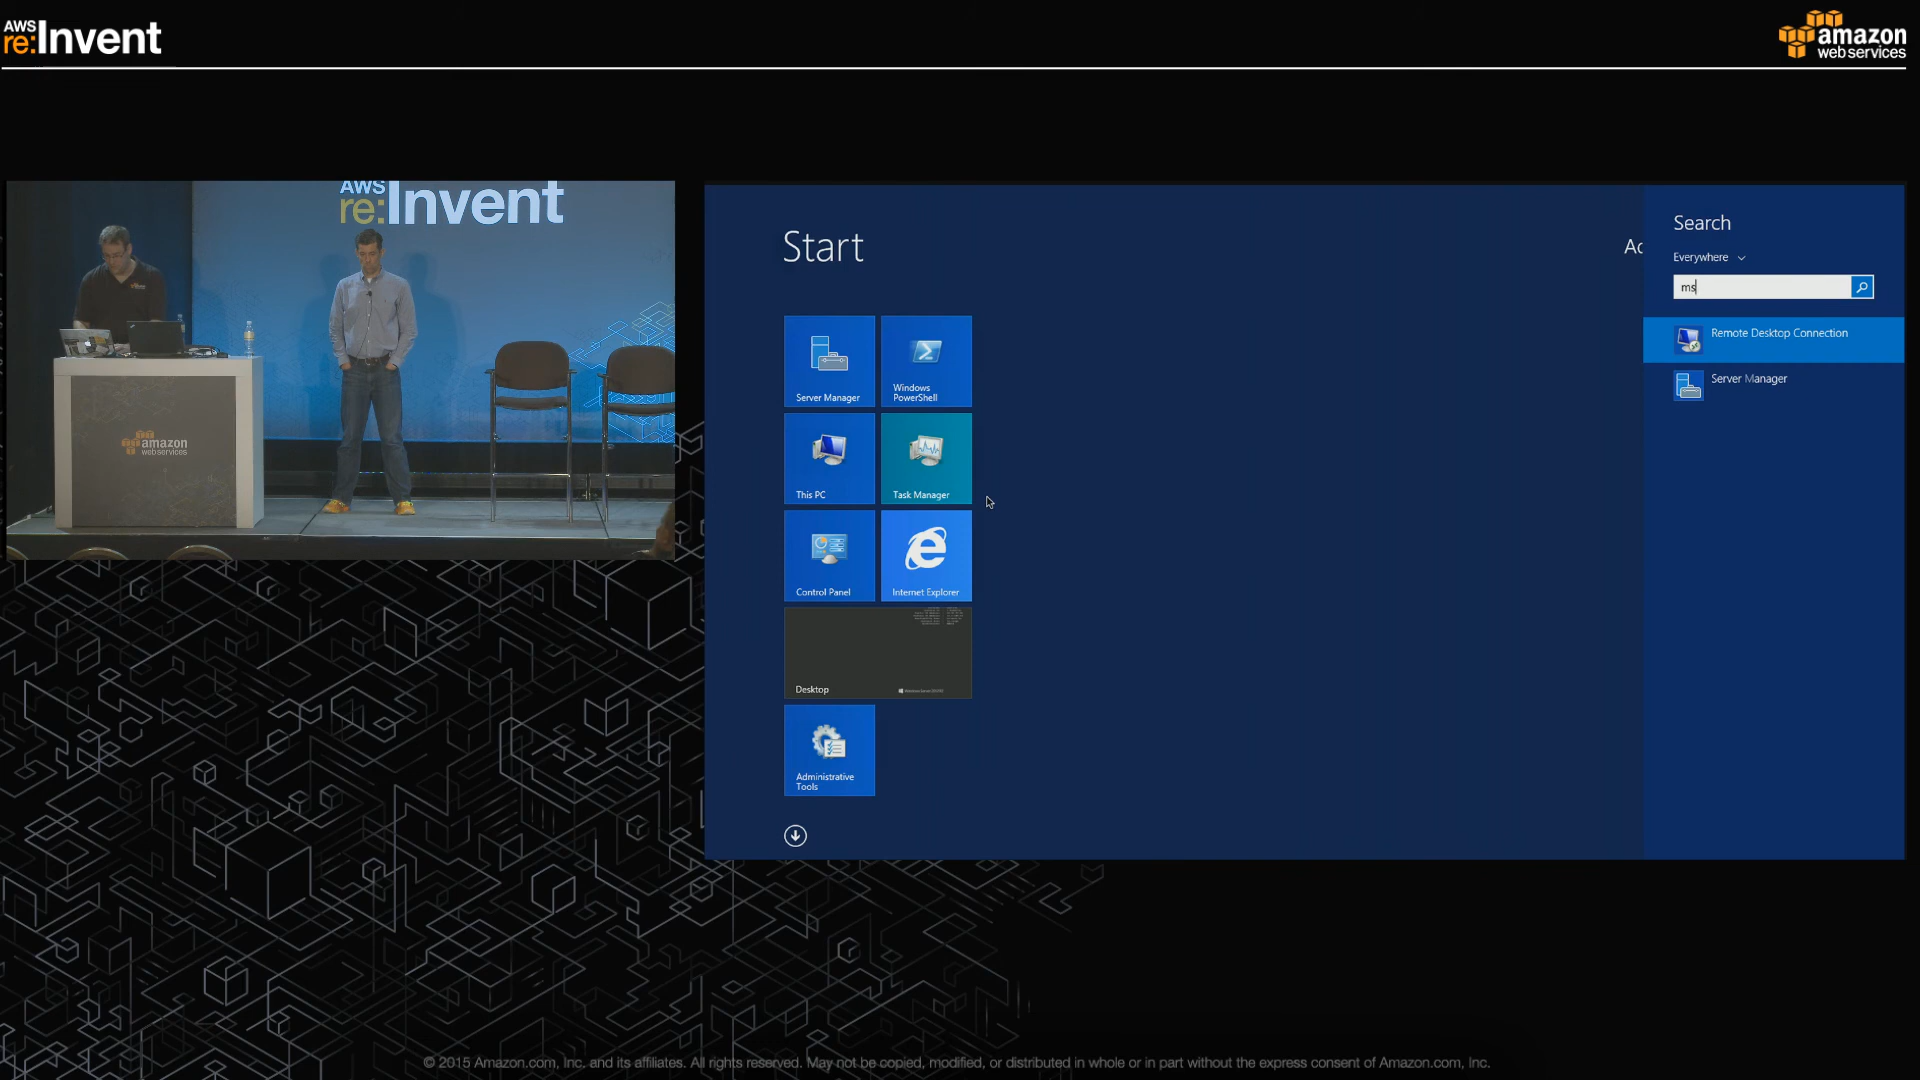 AWS
re:Invent
amazon
web services
AWS
re:Invent
amazon
web services
Start
Ad
Search
Everywhere
ms
Remote Desktop Connection
Server Manager
Server Manager
Windows
PowerShell
This PC
Task Manager
Control Panel
Internet Explorer
Desktop
Administrative
Tools
© 2015 Amazon.com, Inc. and its affiliates. All rights reserved. May not be copied, modified, or distributed in whole or in part without the express consent of Amazon.com, Inc.